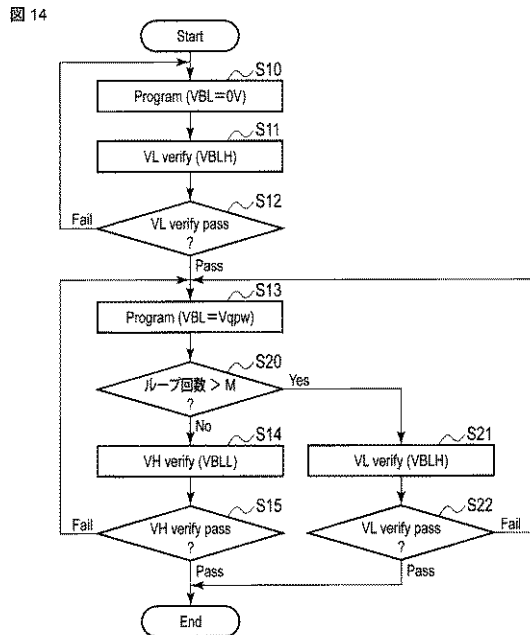 図 14
Start
S10
Program (VBL=0V)
S11
VL verify (VBLH)
S12
VL verify pass
?
Fail
Pass
S13
Program (VBL=Vqpw)
S20
ループ回数 > M
?
Yes
No
S14
VH verify (VBLL)
S21
VL verify (VBLH)
S15
VH verify pass
?
Fail
Pass
S22
VL verify pass
?
Fail
Pass
End